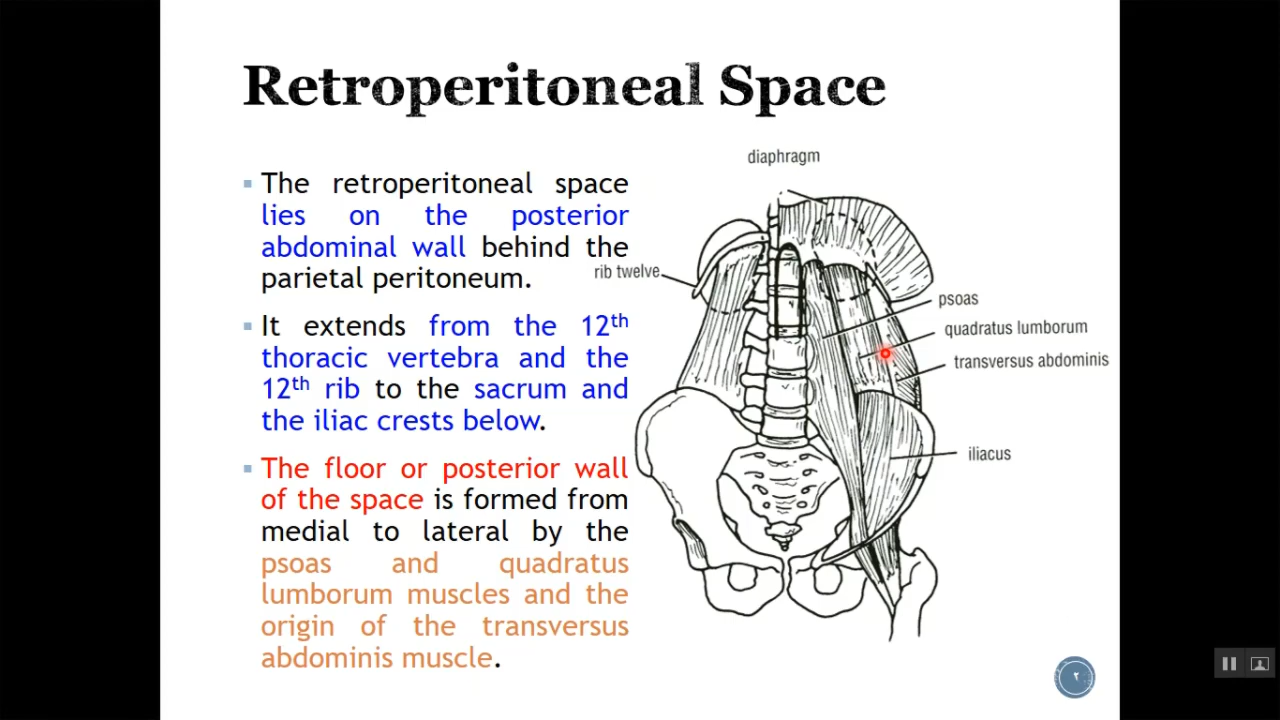 Retroperitoneal Space
▪ The retroperitoneal space
lies on the posterior
abdominal wall behind the
parietal peritoneum.
▪ It extends from the 12th
thoracic vertebra and the
12th rib to the sacrum and
the iliac crests below.
▪ The floor or posterior wall
of the space is formed from
medial to lateral by the
psoas and quadratus
lumborum muscles and the
origin of the transversus
abdominis muscle.
diaphragm
rib twelve
psoas
quadratus lumborum
transversus abdominis
iliacus
٢